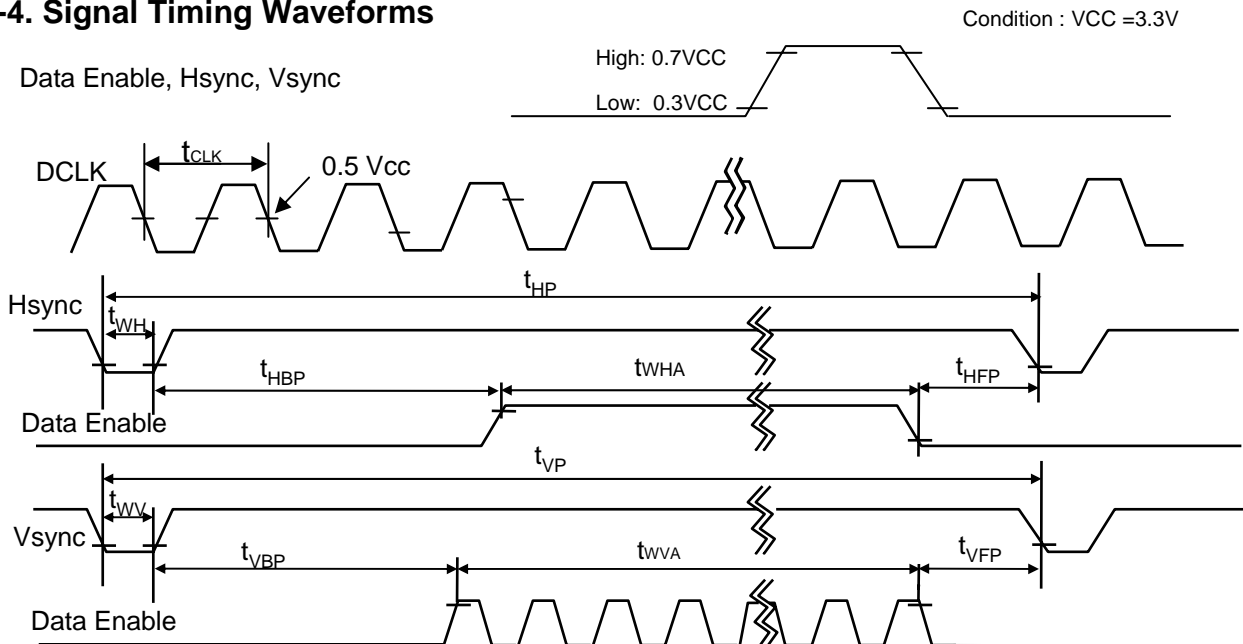 -4. Signal Timing Waveforms
Condition : VCC =3.3V
Data Enable, Hsync, Vsync
High: 0.7VCC
Low: 0.3VCC
DCLK
tCLK
0.5 Vcc
tHP
Hsync
tWH
tHBP
tWHA
tHFP
Data Enable
tVP
tWV
Vsync
tVBP
tWVA
tVFP
Data Enable